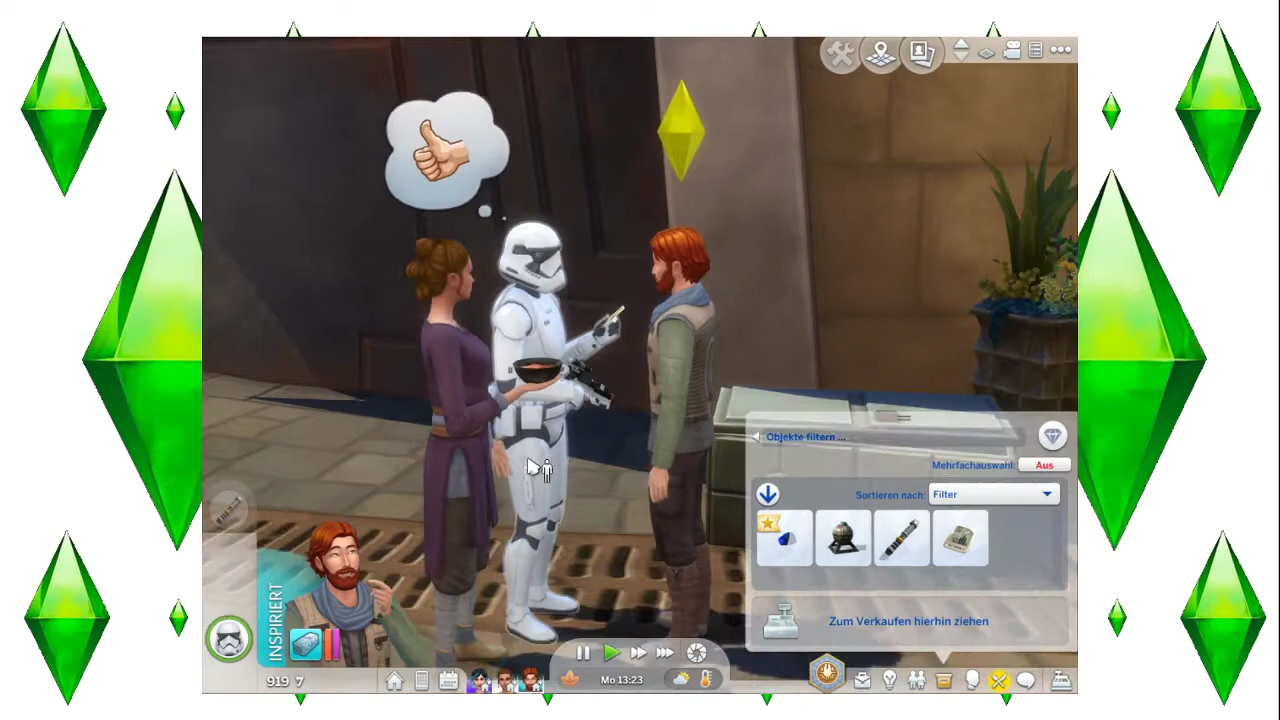 Objekte filtern ...
Mehrfachauswahl: Aus
Sortieren nach: Filter
Zum Verkaufen hierhin ziehen
INSPIRIERT
919 7
Mo 13:23